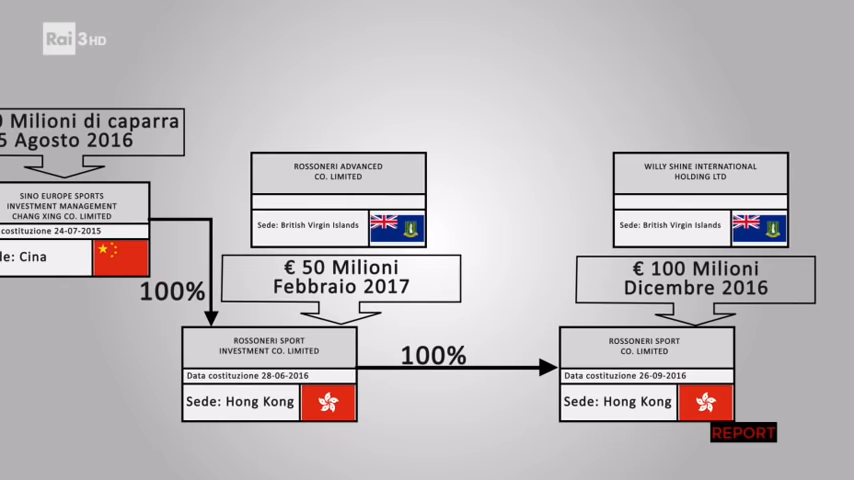 Rai 3 HD
0 Milioni di caparra
5 Agosto 2016
SINO EUROPE SPORTS
INVESTMENT MANAGEMENT
CHANG XING CO. LIMITED
costituzione 24-07-2015
de: Cina
100%
ROSSONERI ADVANCED
CO. LIMITED
Sede: British Virgin Islands
€ 50 Milioni
Febbraio 2017
ROSSONERI SPORT
INVESTMENT CO. LIMITED
Data costituzione 28-06-2016
Sede: Hong Kong
100%
WILLY SHINE INTERNATIONAL
HOLDING LTD
Sede: British Virgin Islands
€ 100 Milioni
Dicembre 2016
ROSSONERI SPORT
CO. LIMITED
Data costituzione 26-09-2016
Sede: Hong Kong
REPORT